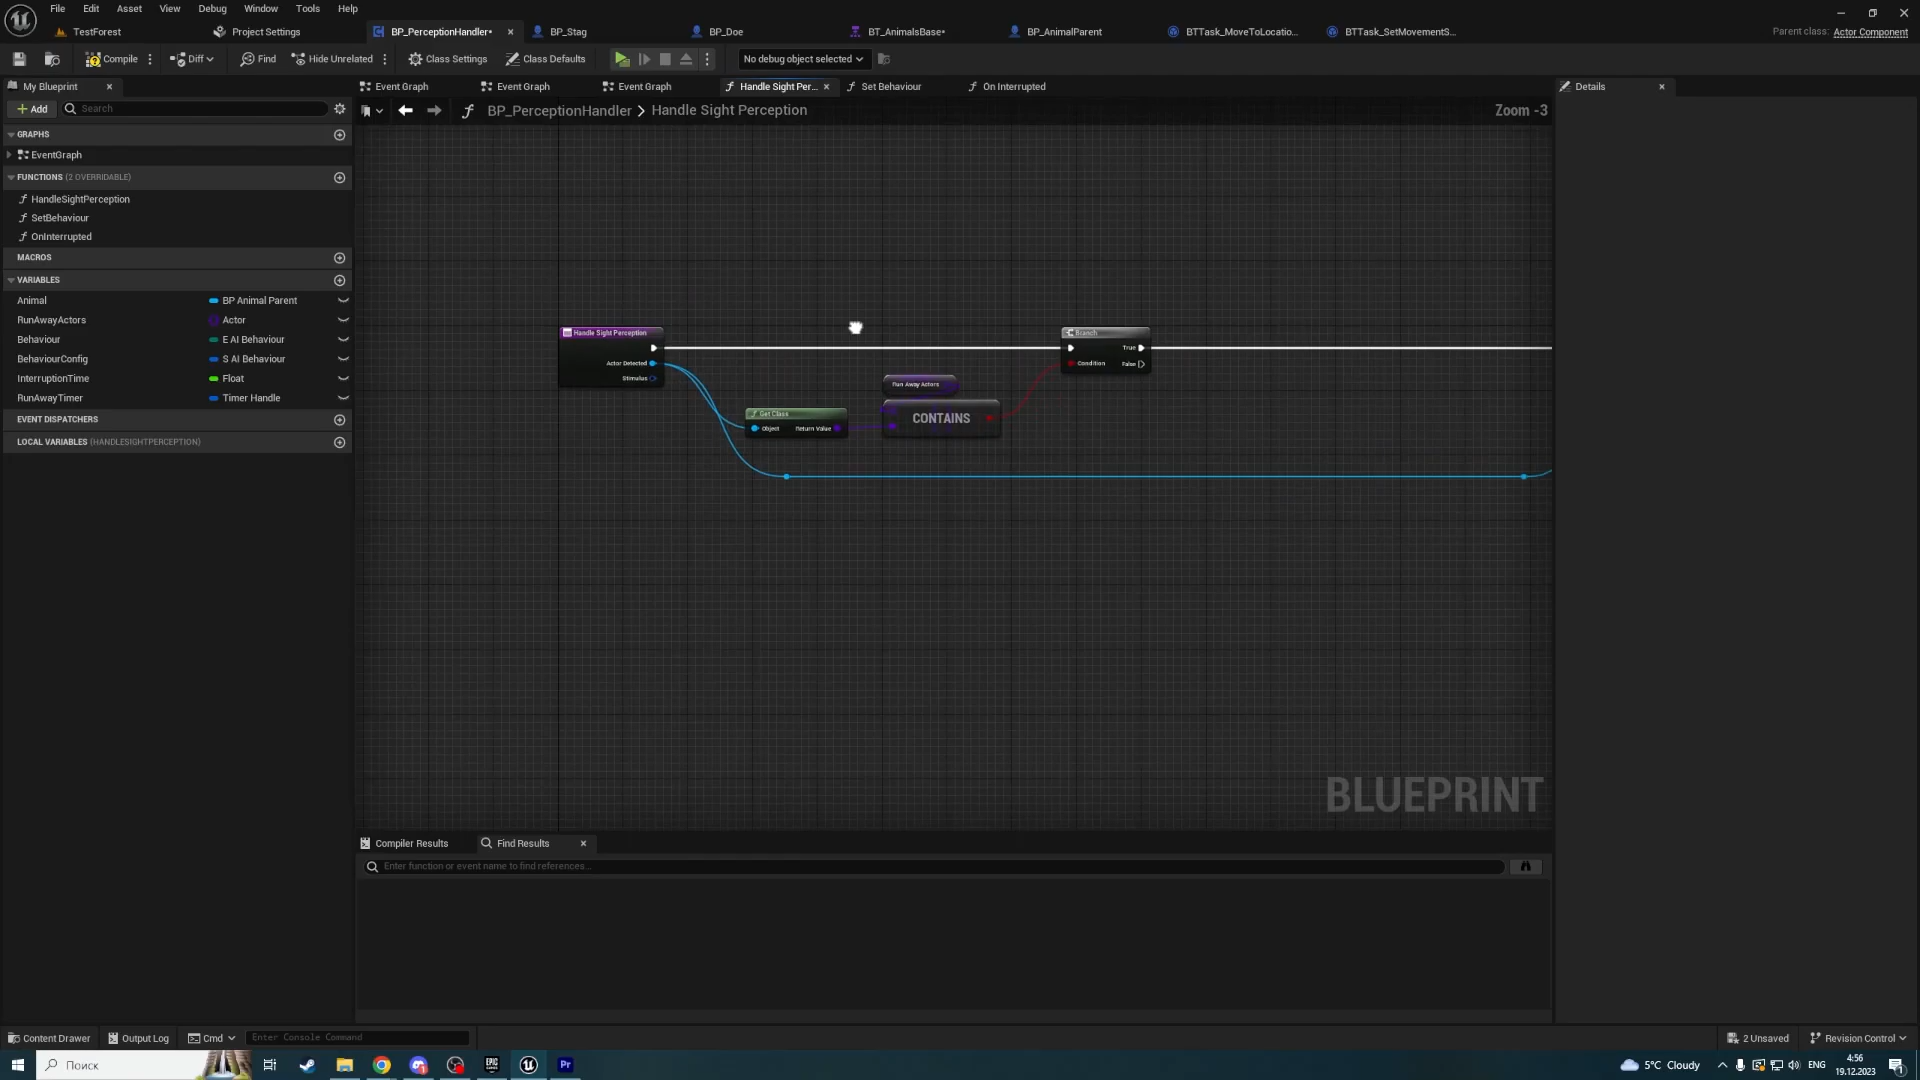 File Edit Asset View Debug Window Tools Help
TestForest Project Settings BP_PerceptionHandler• BP_Stag BP_Doe BT_AnimalsBase• BP_AnimalParent BTTask_MoveToLocatio... BTTask_SetMovementS...
Parent class: Actor Component
Compile Diff Find Hide Unrelated Class Settings Class Defaults No debug object selected
My Blueprint Event Graph Event Graph Event Graph Handle Sight Per... Set Behaviour On Interrupted Details
Add Search BP_PerceptionHandler > Handle Sight Perception Zoom -3
GRAPHS
EventGraph
FUNCTIONS (2 OVERRIDABLE)
HandleSightPerception
SetBehaviour
OnInterrupted
MACROS
VARIABLES
Animal BP Animal Parent
RunAwayActors Actor
Behaviour E AI Behaviour
BehaviourConfig S AI Behaviour
InterruptionTime Float
RunAwayTimer Timer Handle
EVENT DISPATCHERS
LOCAL VARIABLES (HANDLESIGHTPERCEPTION)
Handle Sight Perception
Actor Detected
Stimulus
Get Class
Object Return Value
Run Away Actors
CONTAINS
Branch
True
Condition False
BLUEPRINT
Compiler Results Find Results
Enter function or event name to find references...
Content Drawer Output Log Cmd Enter Console Command 2 Unsaved Revision Control
Поиск Pr 5°C Cloudy ENG
4:56
19.12.2023
EPIC GAMES